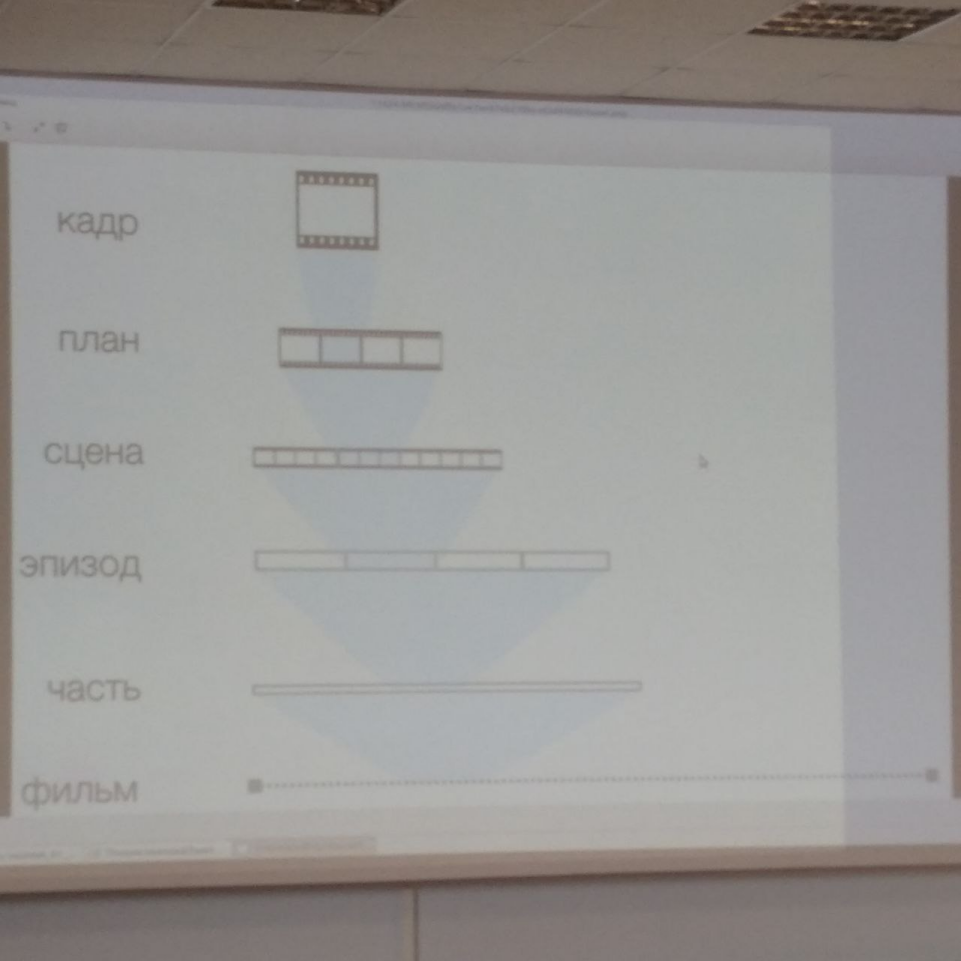 кадр
план
сцена
эпизод
часть
фильм